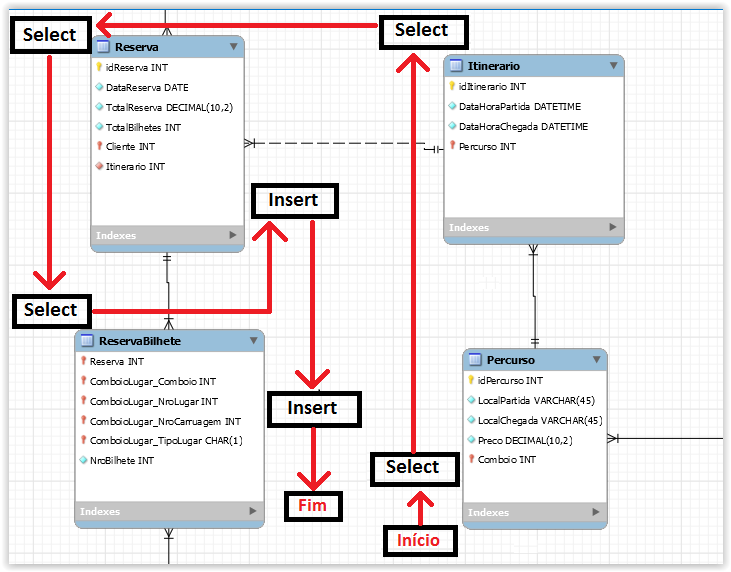 Select
Select
Reserva
idReserva INT
DataReserva DATE
TotalReserva DECIMAL(10,2)
TotalBilhetes INT
Cliente INT
Itinerario INT
Indexes
Itinerario
idItinerario INT
DataHoraPartida DATETIME
DataHoraChegada DATETIME
Percurso INT
Indexes
Insert
Select
ReservaBilhete
Reserva INT
ComboioLugar_Comboio INT
ComboioLugar_NroLugar INT
ComboioLugar_NroCarruagem INT
ComboioLugar_TipoLugar CHAR(1)
NroBilhete INT
Indexes
Percurso
idPercurso INT
LocalPartida VARCHAR(45)
LocalChegada VARCHAR(45)
Preco DECIMAL(10,2)
Comboio INT
Indexes
Insert
Select
Fim
Início